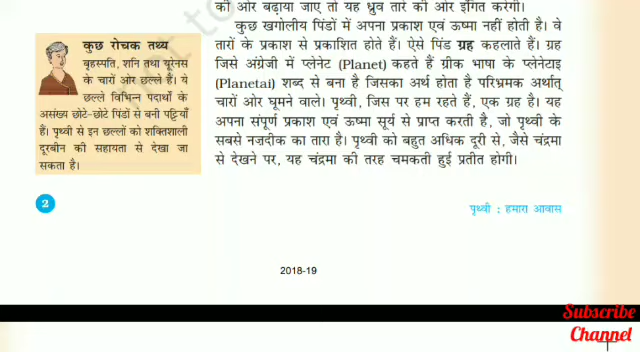 की ओर बढ़ाया जाए तो यह ध्रुव तारे की ओर इंगित करेगी।
कुछ खगोलीय पिंडों में अपना प्रकाश एवं ऊष्मा नहीं होती है। वे
तारों के प्रकाश से प्रकाशित होते हैं। ऐसे पिंड ग्रह कहलाते हैं। ग्रह
जिसे अंग्रेजी में प्लेनेट (Planet) कहते हैं ग्रीक भाषा के प्लेनेटाइ
(Planetai) शब्द से बना है जिसका अर्थ होता है परिभ्रमक अर्थात्
चारों ओर घूमने वाले। पृथ्वी, जिस पर हम रहते हैं, एक ग्रह है। यह
अपना संपूर्ण प्रकाश एवं ऊष्मा सूर्य से प्राप्त करती है, जो पृथ्वी के
सबसे नज़दीक का तारा है। पृथ्वी को बहुत अधिक दूरी से, जैसे चंद्रमा
से देखने पर, यह चंद्रमा की तरह चमकती हुई प्रतीत होगी।
कुछ रोचक तथ्य
बृहस्पति, शनि तथा यूरेनस
के चारों ओर छल्ले हैं। ये
छल्ले विभिन्न पदार्थों के
असंख्य छोटे-छोटे पिंडों से बनी पट्टियाँ
हैं। पृथ्वी से इन छल्लों को शक्तिशाली
दूरबीन की सहायता से देखा जा
सकता है।
2
पृथ्वी : हमारा आवास
2018-19
Subscribe
Channel